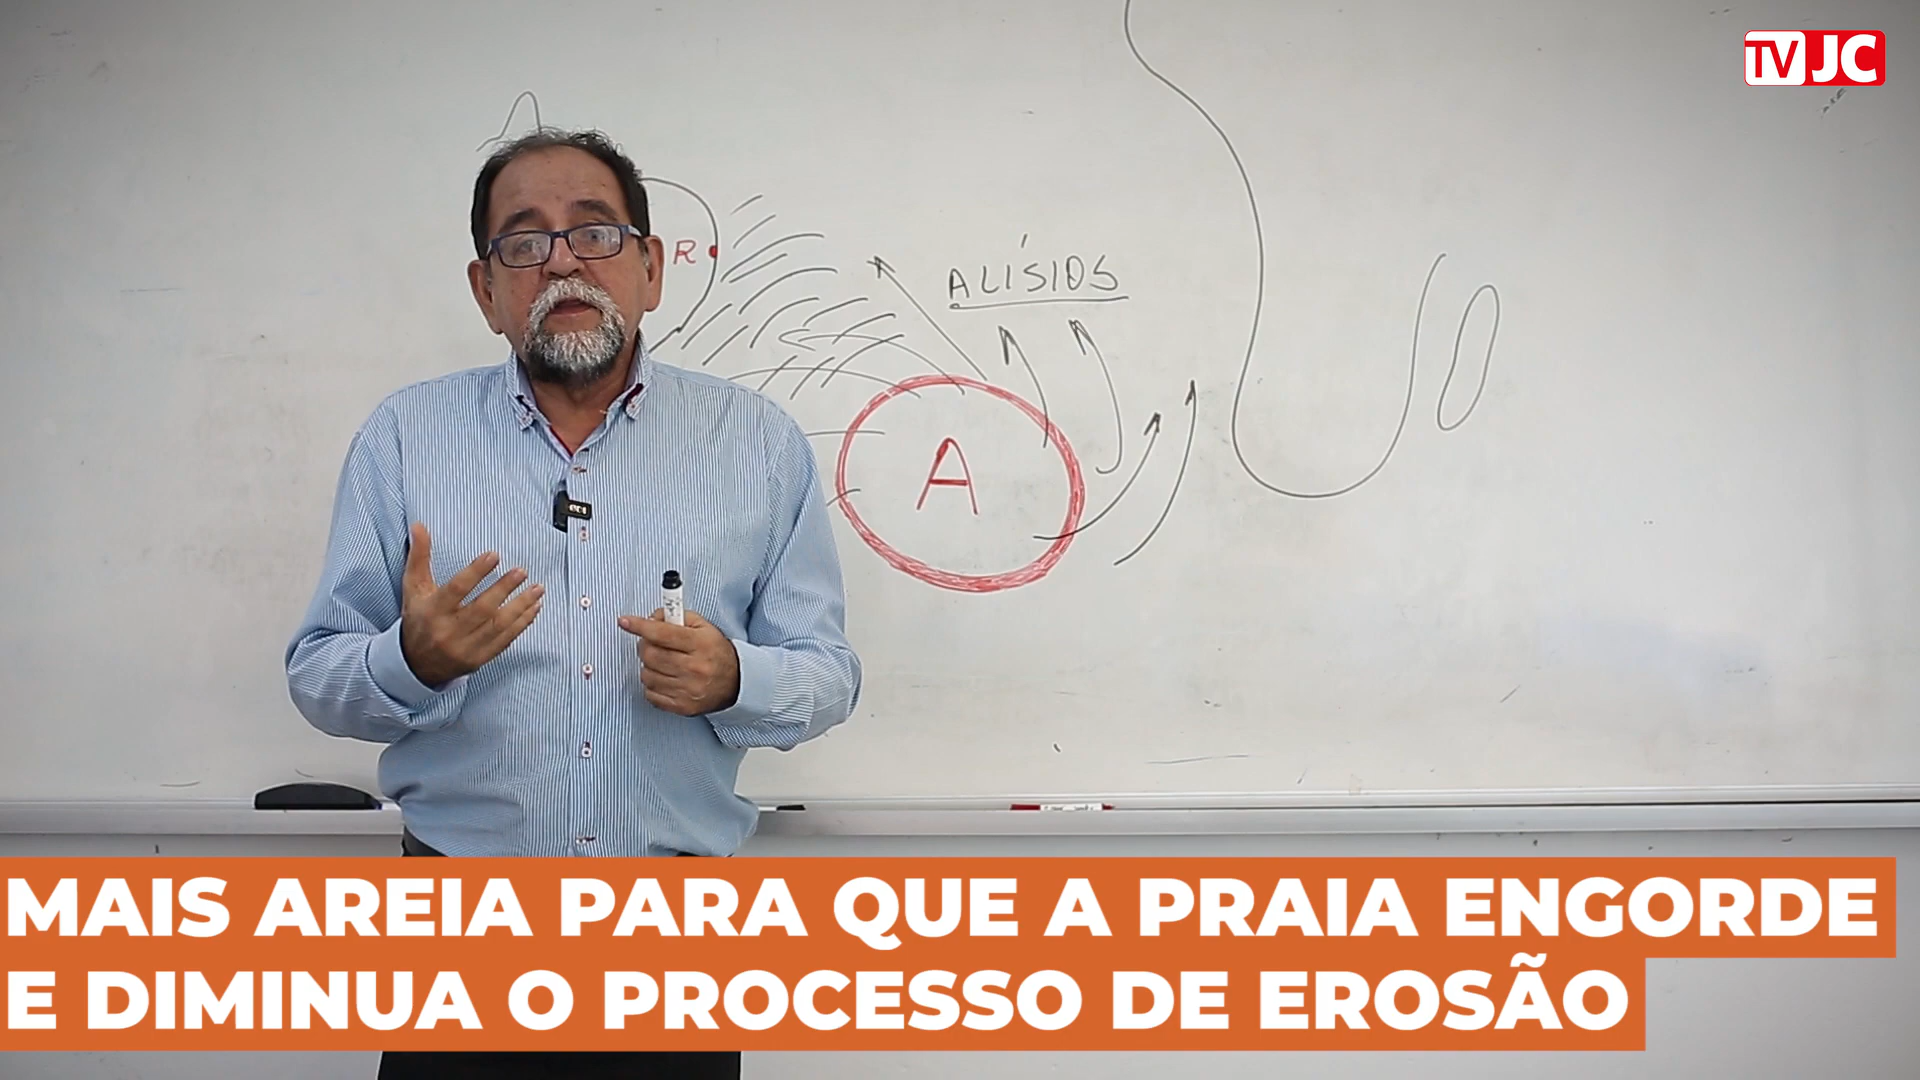 TV JC
R
ALÍSIOS
A
MAIS AREIA PARA QUE A PRAIA ENGORDE
E DIMINUA O PROCESSO DE EROSÃO